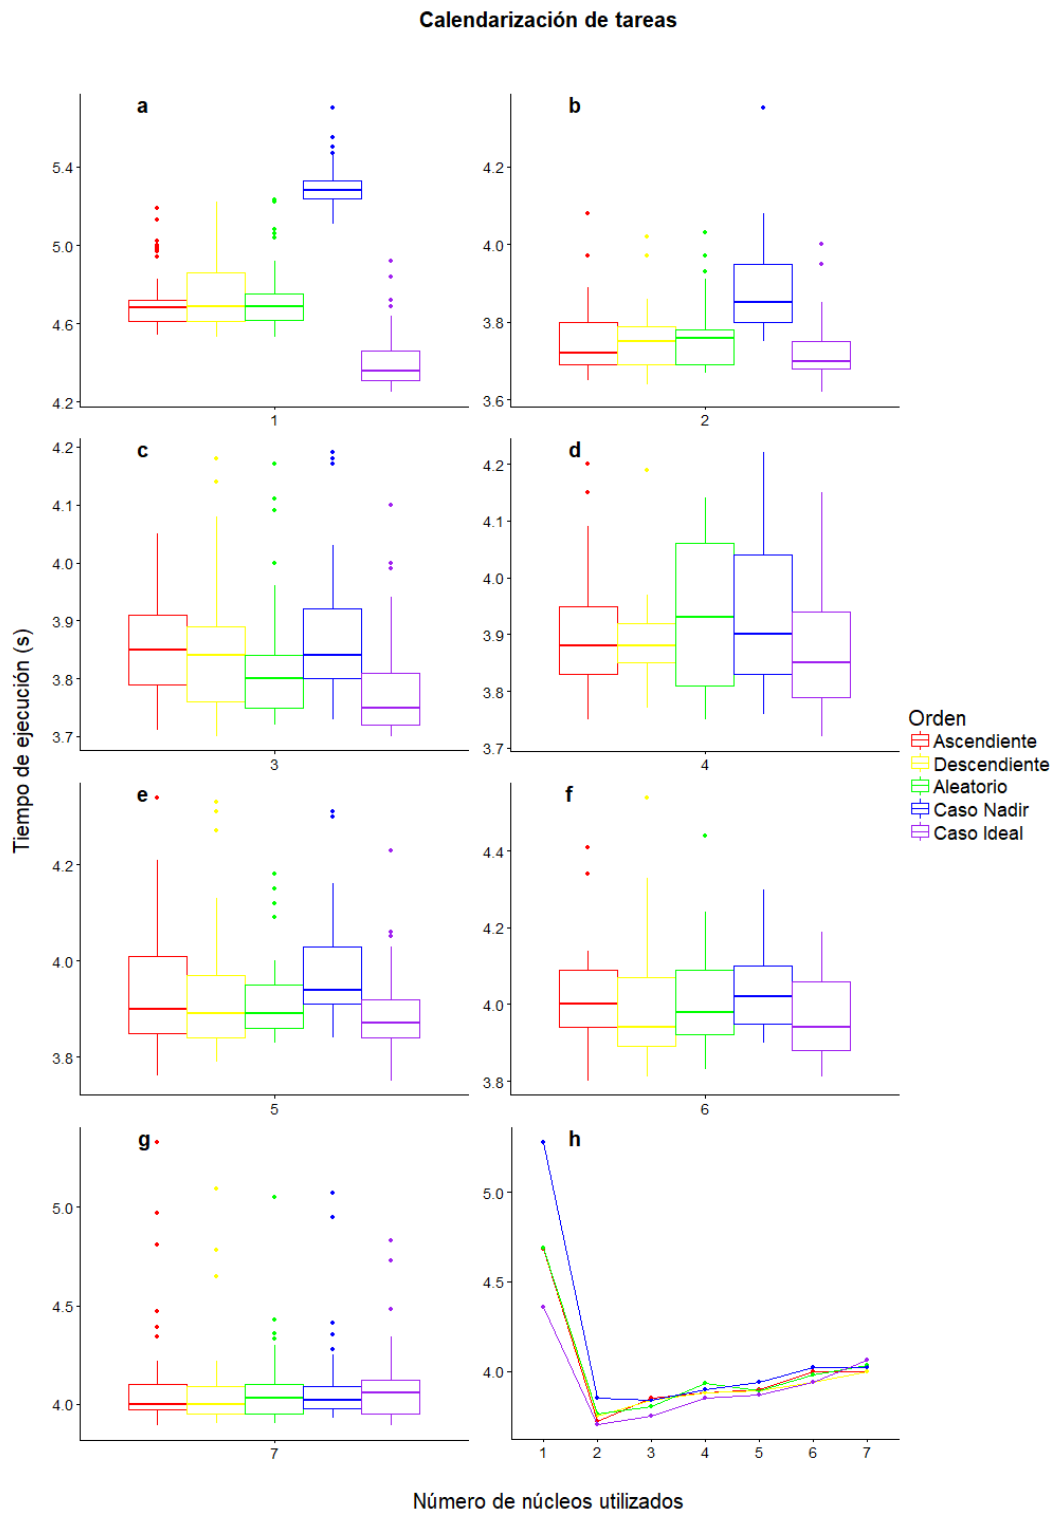 Calendarización de tareas
a
5.4
5.0
4.6
4.2
1
b
4.2
4.0
3.8
3.6
2
c
4.2
4.1
4.0
3.9
3.8
3.7
3
d
4.2
4.1
4.0
3.9
3.8
3.7
4
e
4.2
4.0
3.8
5
f
4.4
4.2
4.0
3.8
6
g
5.0
4.5
4.0
7
h
5.0
4.5
4.0
1 2 3 4 5 6 7
Tiempo de ejecución (s)
Número de núcleos utilizados
Orden
Ascendiente
Descendiente
Aleatorio
Caso Nadir
Caso Ideal